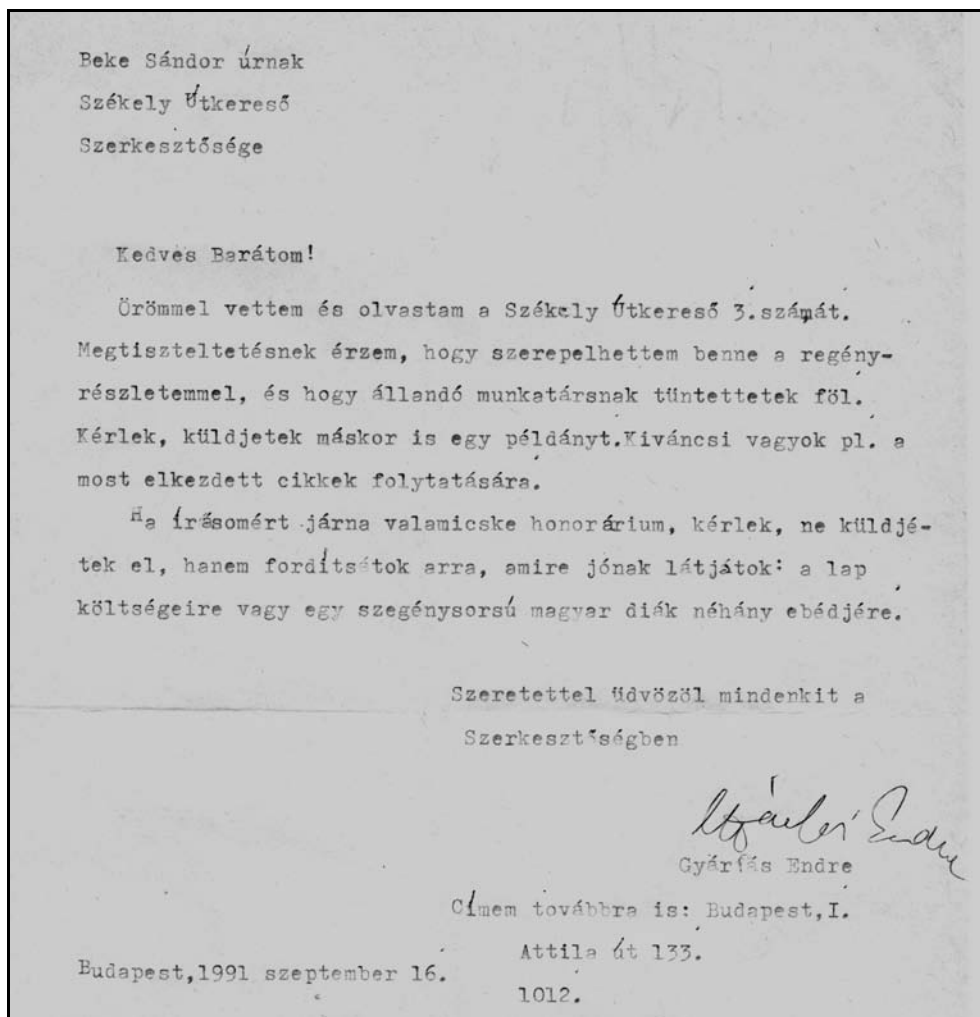 Beke Sándor úrnak
Székely Útkereső
Szerkesztősége
Kedves Barátom!
Örömmel vettem és olvastam a Székely Útkereső 3.számát.
Megtiszteltetésnek érzem, hogy szerepelhettem benne a regény-
részletemmel, és hogy állandó munkatársnak tüntettetek föl.
Kérlek, küldjetek máskor is egy példányt.Kiváncsi vagyok pl. a
most elkezdett cikkek folytatására.
Ha írásomért járna valamicske honorárium, kérlek, ne küldjé-
tek el, hanem fordítsátok arra, amire jónak látjátok: a lap
költségeire vagy egy szegénysorsú magyar diák néhány ebédjére.
Szeretettel üdvözöl mindenkit a
Szerkesztőségben
Gyárfás Endre
Gyárfás Endre
Címem továbbra is: Budapest,I.
Attila út 133.
Budapest,1991 szeptember 16.
1012.